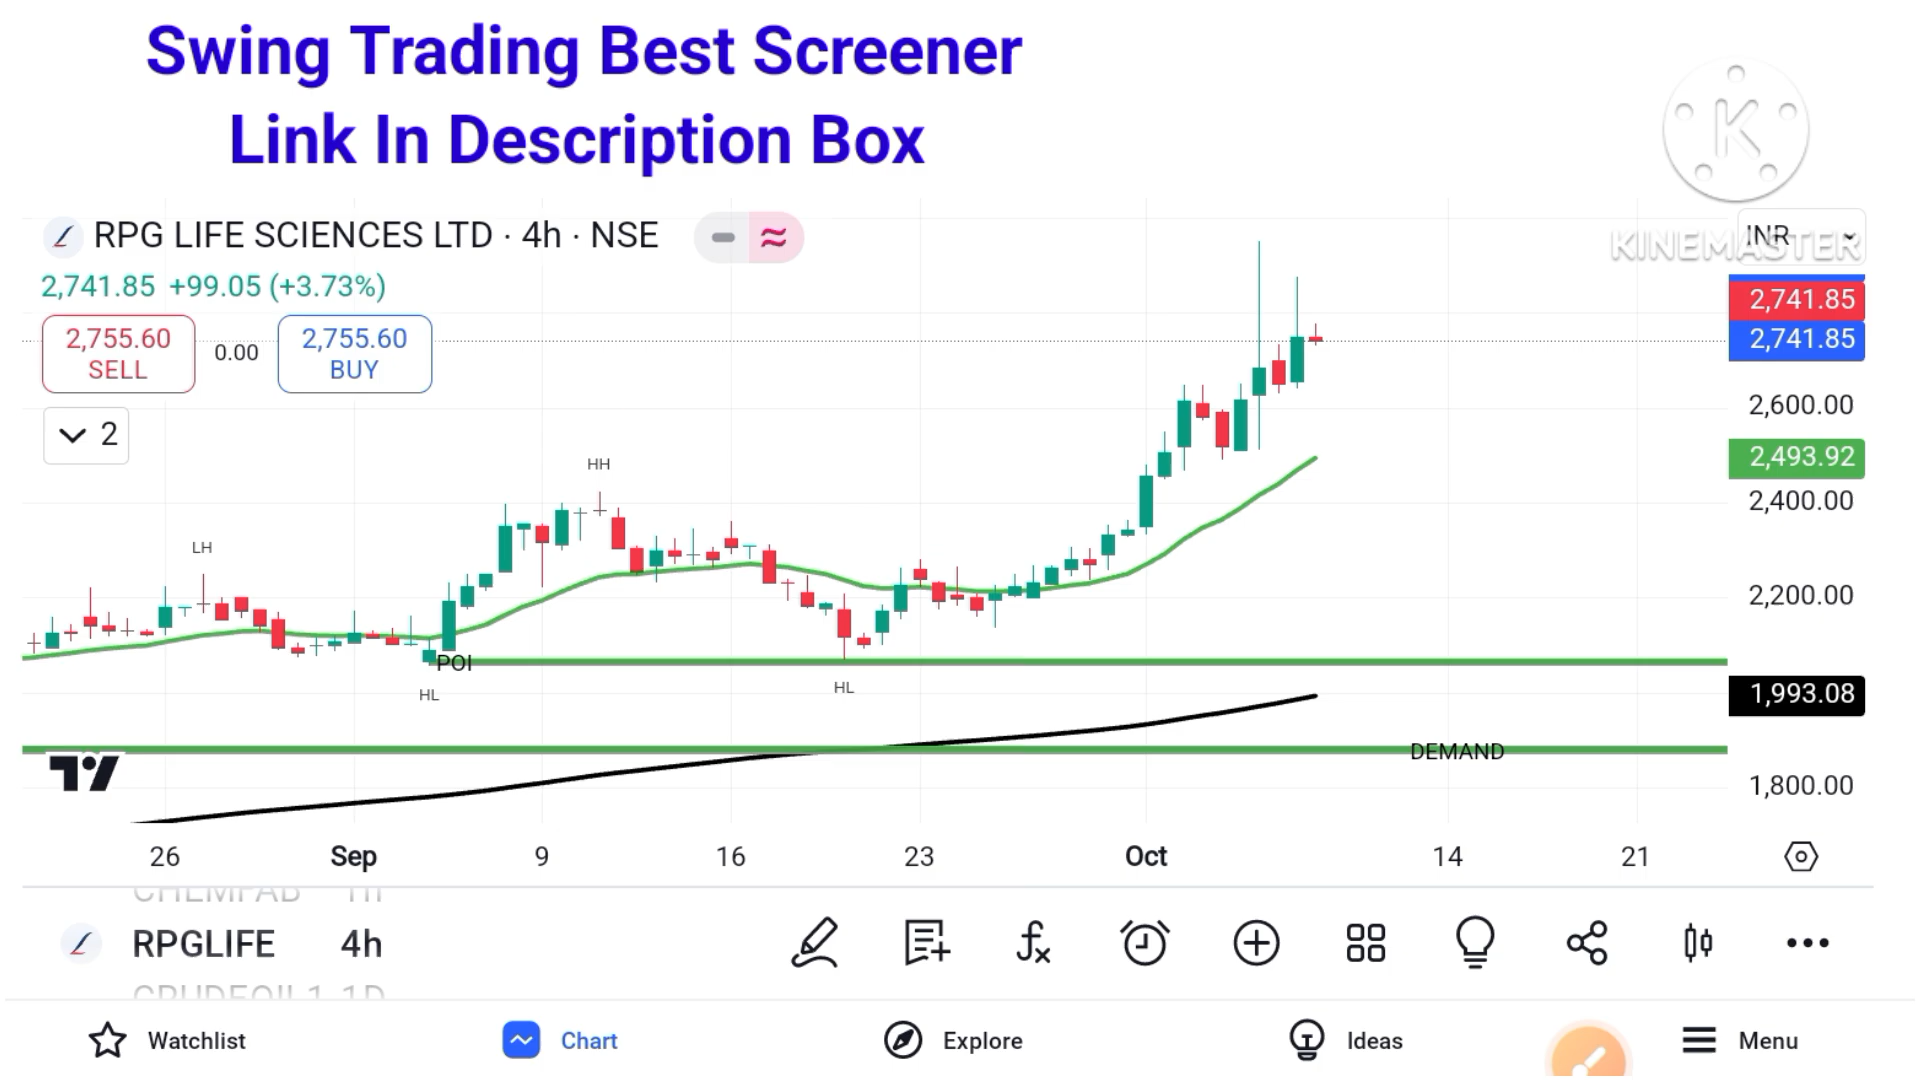 Swing Trading Best Screener
Link In Description Box
K
KINEMASTER
RPG LIFE SCIENCES LTD · 4h · NSE
INR
2,741.85 +99.05 (+3.73%)
2,755.60
SELL
0.00
2,755.60
BUY
2
2,741.85
2,741.85
2,600.00
2,493.92
2,400.00
2,200.00
1,993.08
1,800.00
HH
LH
POI
HL
HL
DEMAND
26 Sep 9 16 23 Oct 14 21
CHEMFAB 1h
RPGLIFE 4h
CRUDEOIL1 1D
Watchlist
Chart
Explore
Ideas
Menu